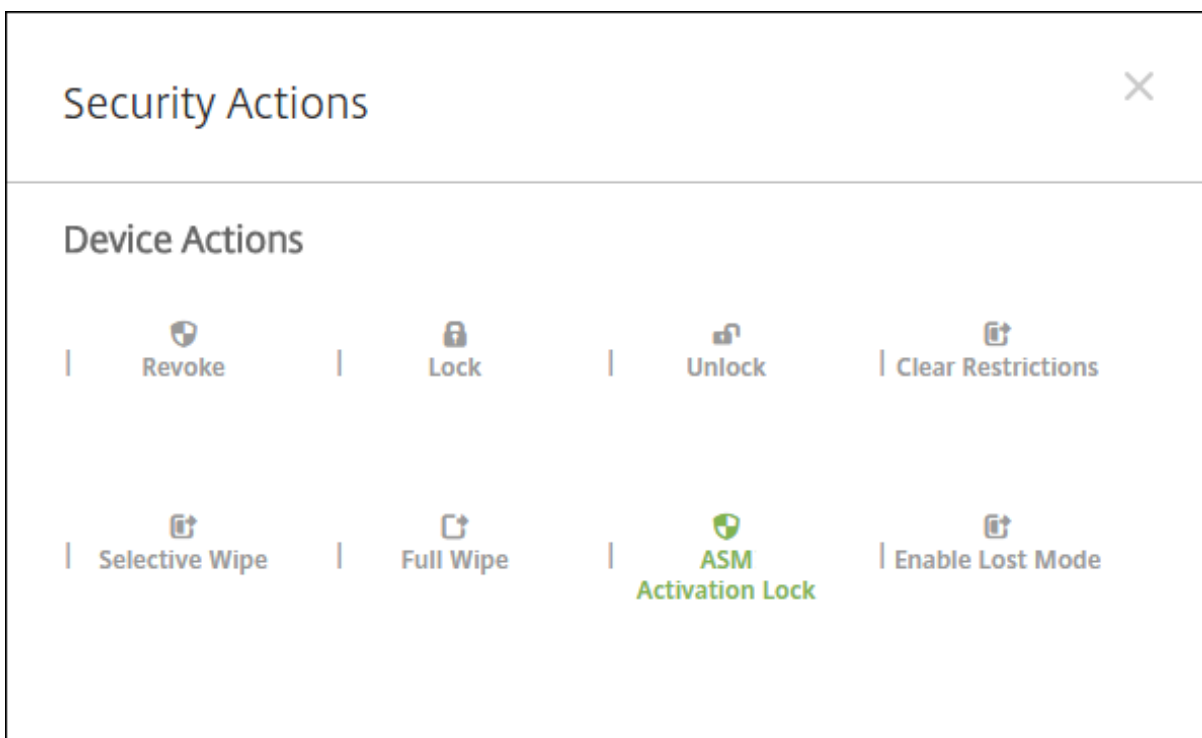 Security Actions
Device Actions
Revoke
Lock
Unlock
Clear Restrictions
Selective Wipe
Full Wipe
ASM
Activation Lock
Enable Lost Mode